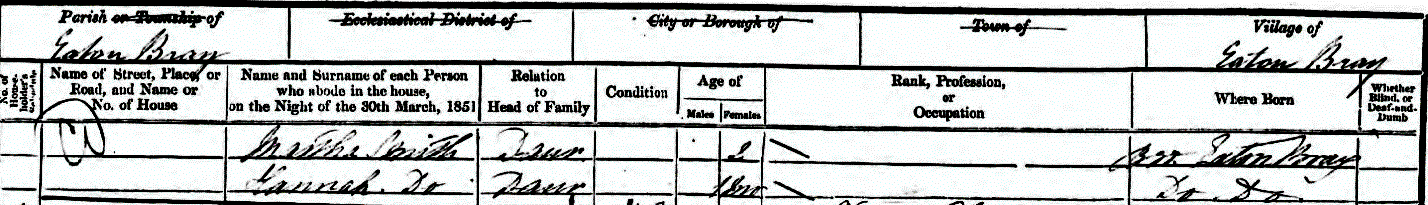 Parish or Township of Ecclesiastical District of City or Borough of Town of Village of
Eaton Bray Eaton Bray
No. of House-holder's Schedule Name of Street, Place, or Road, and Name or No. of House Name and Surname of each Person who abode in the house, on the Night of the 30th March, 1851 Relation to Head of Family Condition Age of Males Females Rank, Profession, or Occupation Where Born Whether Blind, or Deaf-and-Dumb
Martha Smith Daur 2 Eaton Bray
Hannah Do Daur Do Do